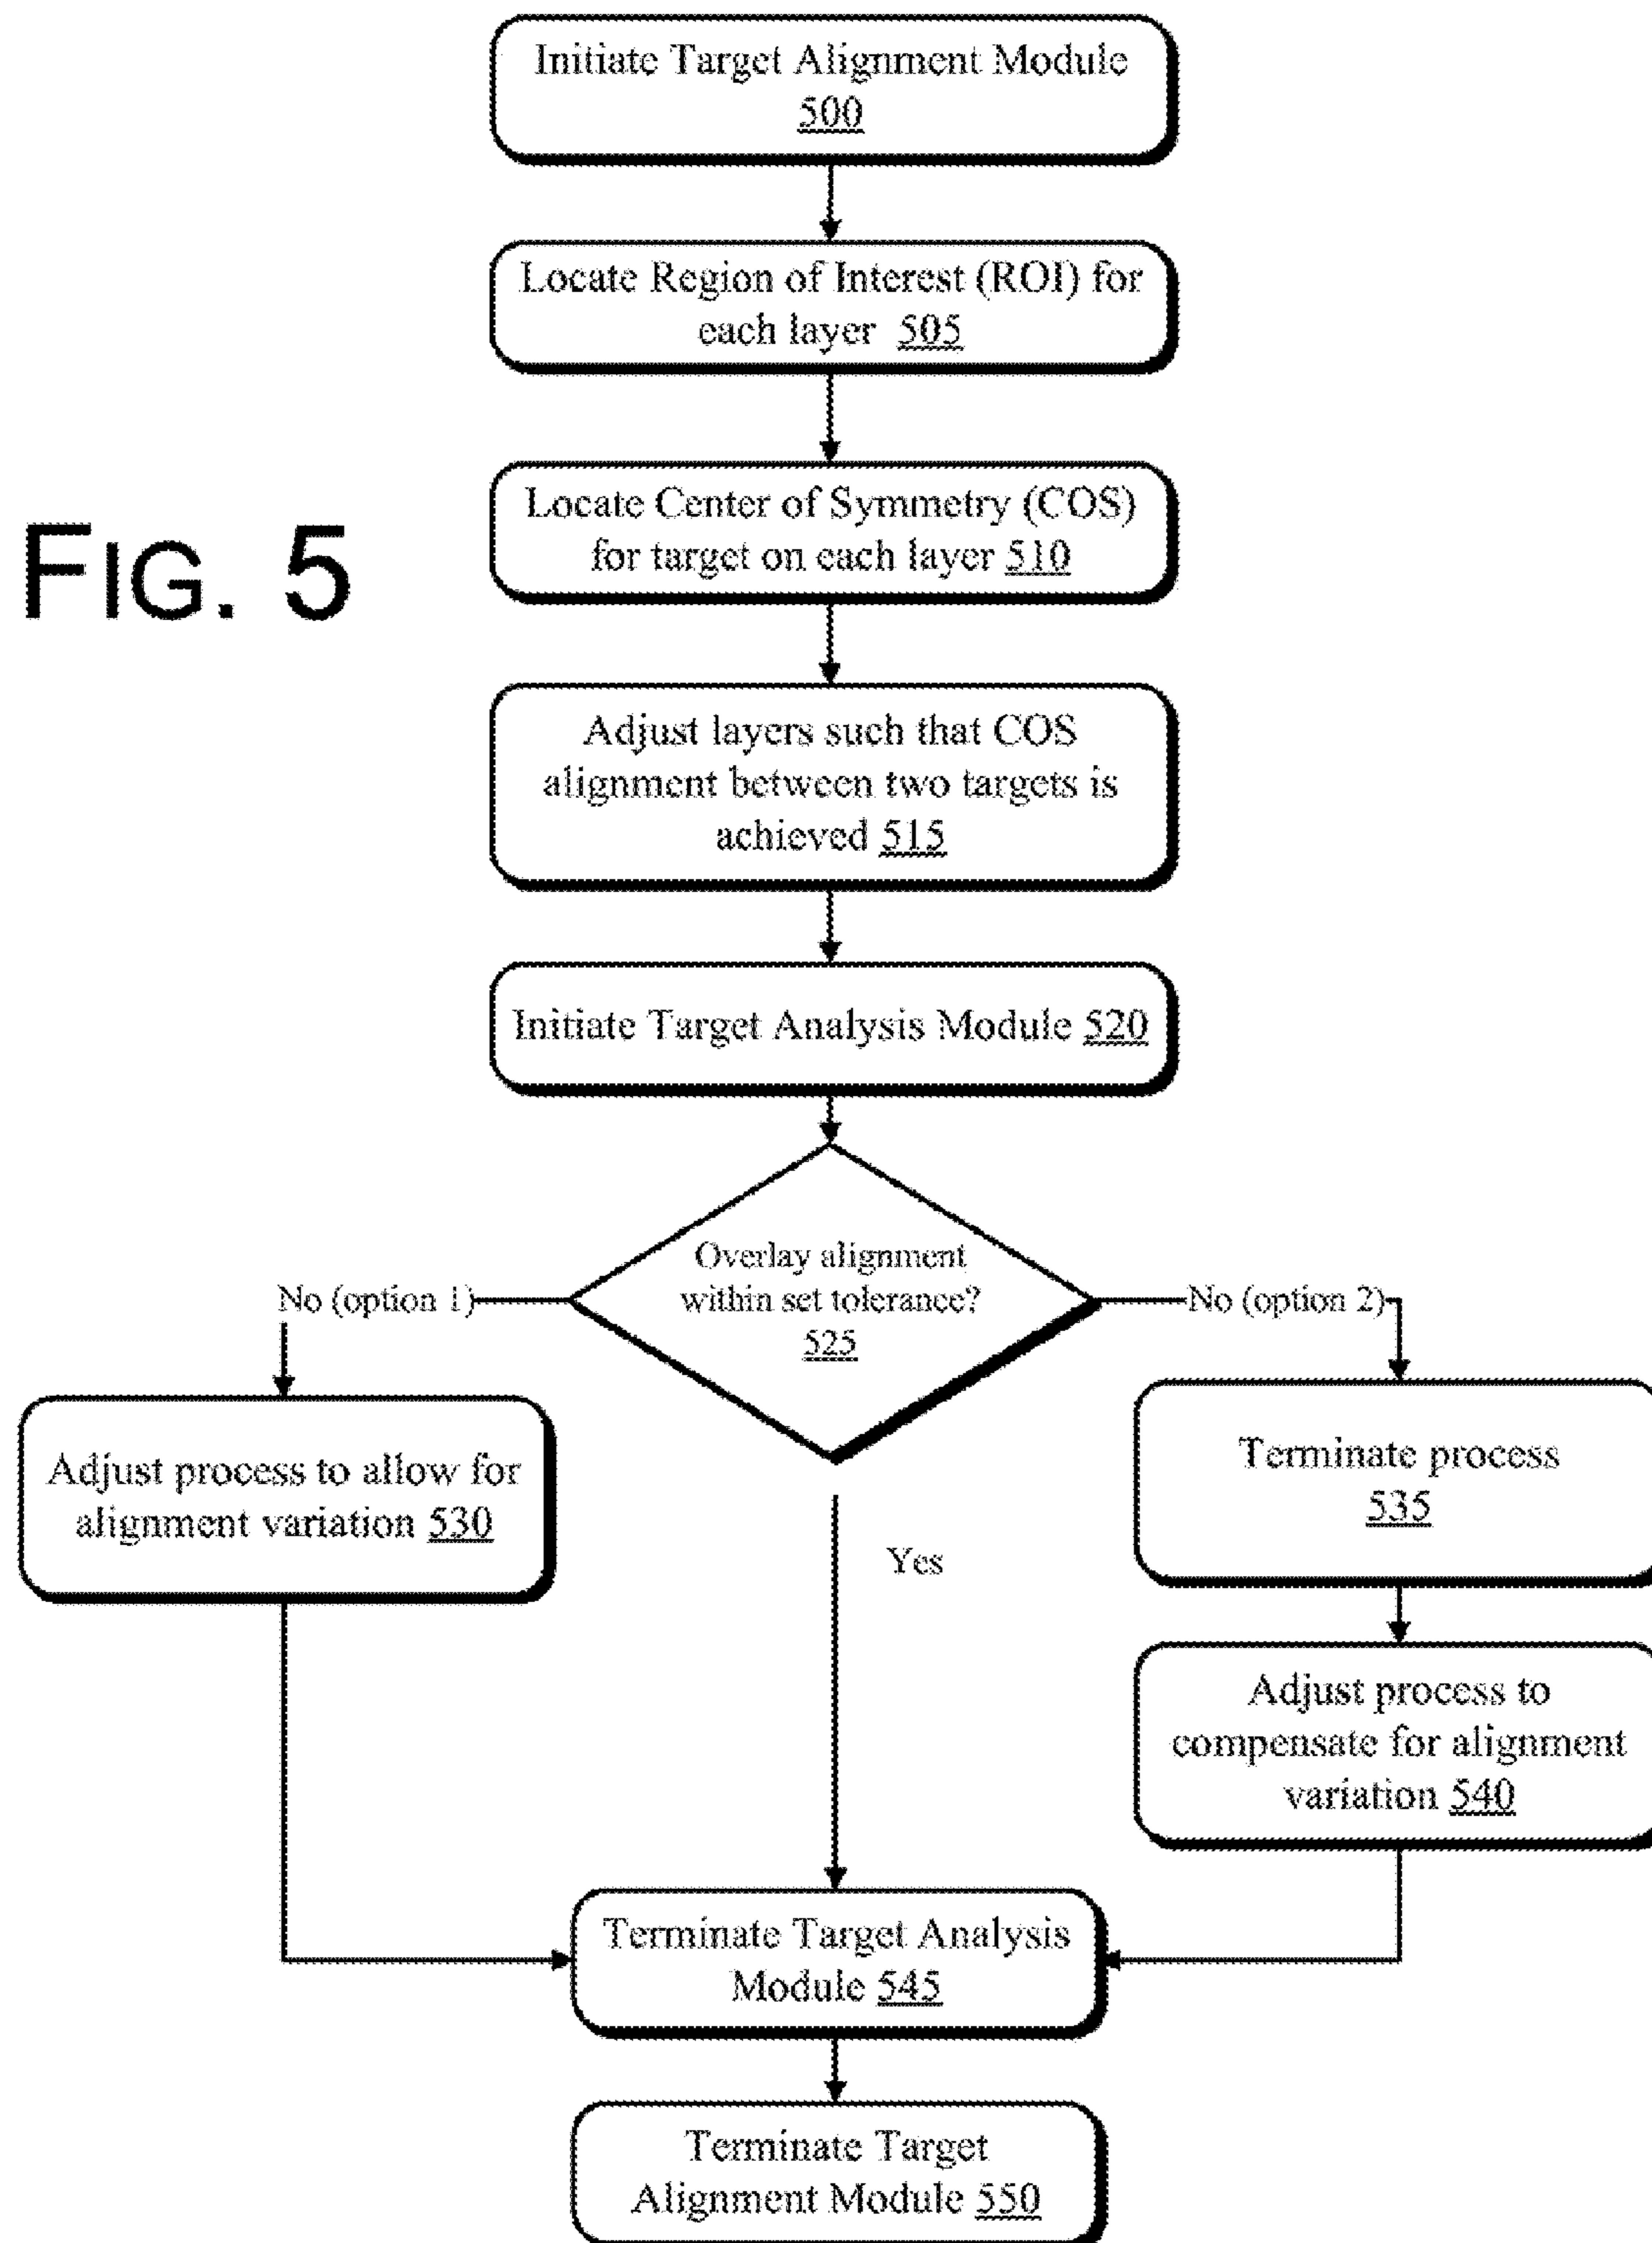 Initiate Target Alignment Module
500
Locate Region of Interest (ROI) for
each layer 505
Locate Center of Symmetry (COS)
for target on each layer 510
FIG. 5
Adjust layers such that COS
alignment between two targets is
achieved 515
Initiate Target Analysis Module 520
Overlay alignment
within set tolerance?
525
No (option 1)
No (option 2)
Adjust process to allow for
alignment variation 530
Terminate process
535
Yes
Adjust process to
compensate for alignment
variation 540
Terminate Target Analysis
Module 545
Terminate Target
Alignment Module 550